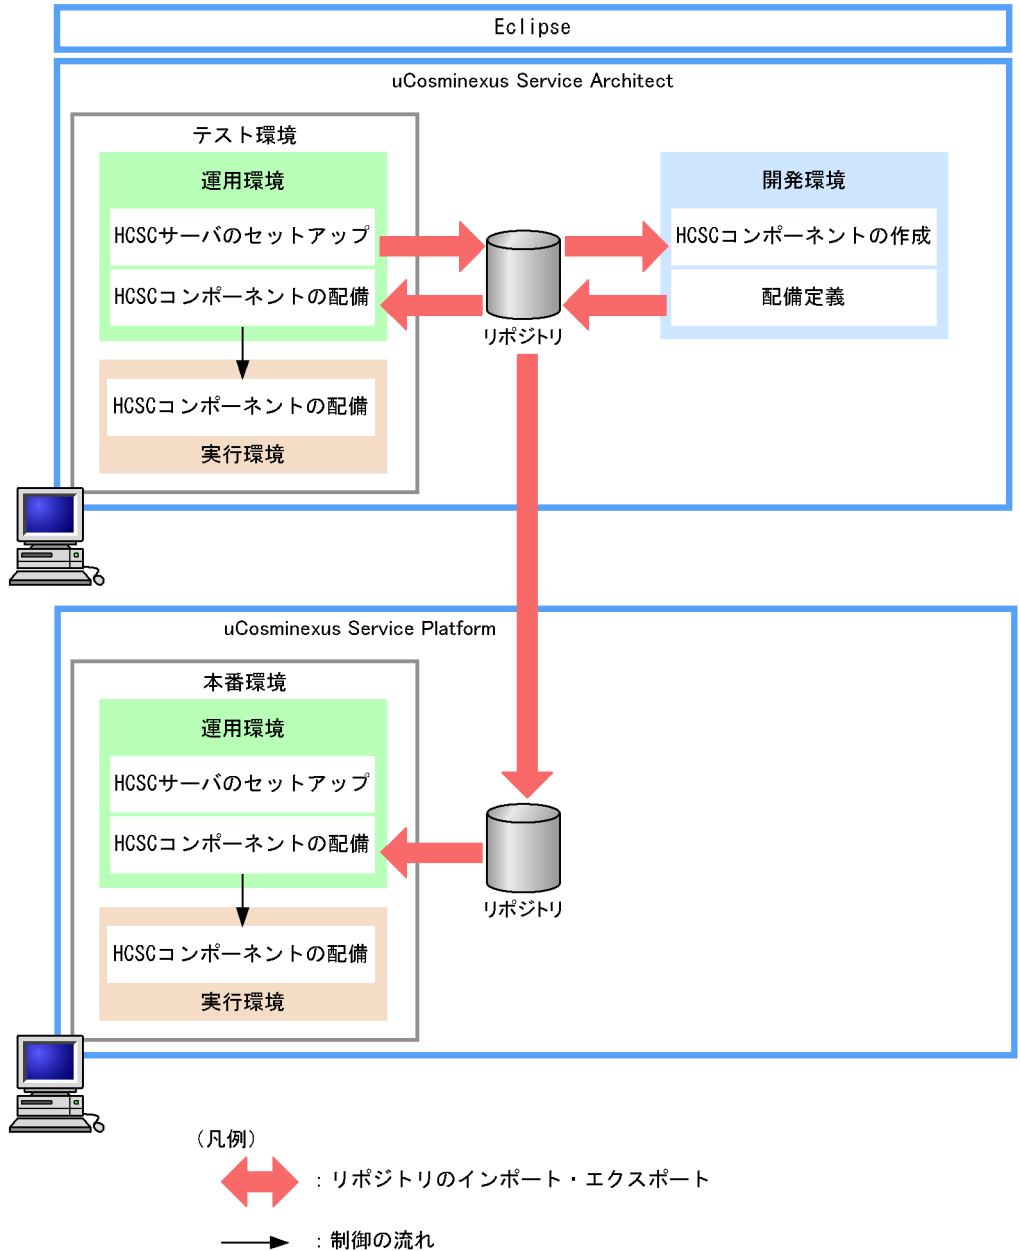 Eclipse
uCosminexus Service Architect
テスト環境
運用環境
HCSCサーバのセットアップ
HCSCコンポーネントの配備
HCSCコンポーネントの配備
実行環境
リポジトリ
開発環境
HCSCコンポーネントの作成
配備定義
uCosminexus Service Platform
本番環境
運用環境
HCSCサーバのセットアップ
HCSCコンポーネントの配備
HCSCコンポーネントの配備
実行環境
リポジトリ
（凡例）
：リポジトリのインポート・エクスポート
：制御の流れ